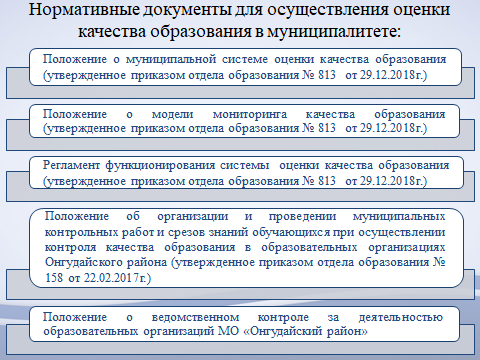 Нормативные документы для осуществления оценки
качества образования в муниципалитете:
Положение о муниципальной системе оценки качества образования
(утвержденное приказом отдела образования № 813 от 29.12.2018г.)
Положение о модели мониторинга качества образования
(утвержденное приказом отдела образования № 813 от 29.12.2018г.)
Регламент функционирования системы оценки качества образования
(утвержденное приказом отдела образования № 813 от 29.12.2018г.)
Положение об организации и проведении муниципальных
контрольных работ и срезов знаний обучающихся при осуществлении
контроля качества образования в образовательных организациях
Онгудайского района (утвержденное приказом отдела образования №
158 от 22.02.2017г.)
Положение о ведомственном контроле за деятельностью
образовательных организаций МО «Онгудайский район»